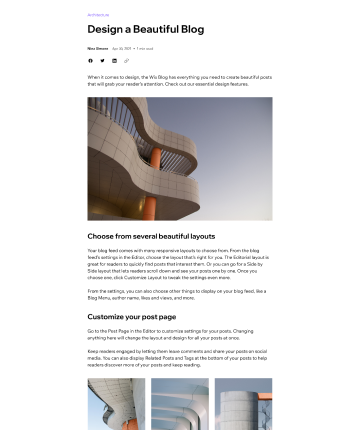 Architecture
Design a Beautiful Blog
Nina Simone  Apr 30, 2021 • 1 min read
When it comes to design, the Wix Blog has everything you need to create beautiful posts
that will grab your reader's attention. Check out our essential design features.
Choose from several beautiful layouts
Your blog feed comes with many responsive layouts to choose from. From the blog
feed's settings in the Editor, choose the layout that's right for you. The Editorial layout is
great for readers to quickly find posts that interest them. Or you can go for a Side by
Side layout that lets readers scroll down and see your posts one by one. Once you
choose one, click Customize Layout to tweak the settings even more.
From the settings, you can also choose other things to display on your blog feed, like a
Blog Menu, author name, likes and views, and more.
Customize your post page
Go to the Post Page in the Editor to customize settings for your posts. Changing
anything here will change the layout and design for all your posts at once.
Keep readers engaged by letting them leave comments and share your posts on social
media. You can also display Related Posts and Tags at the bottom of your posts to help
readers discover more of your posts and keep reading.